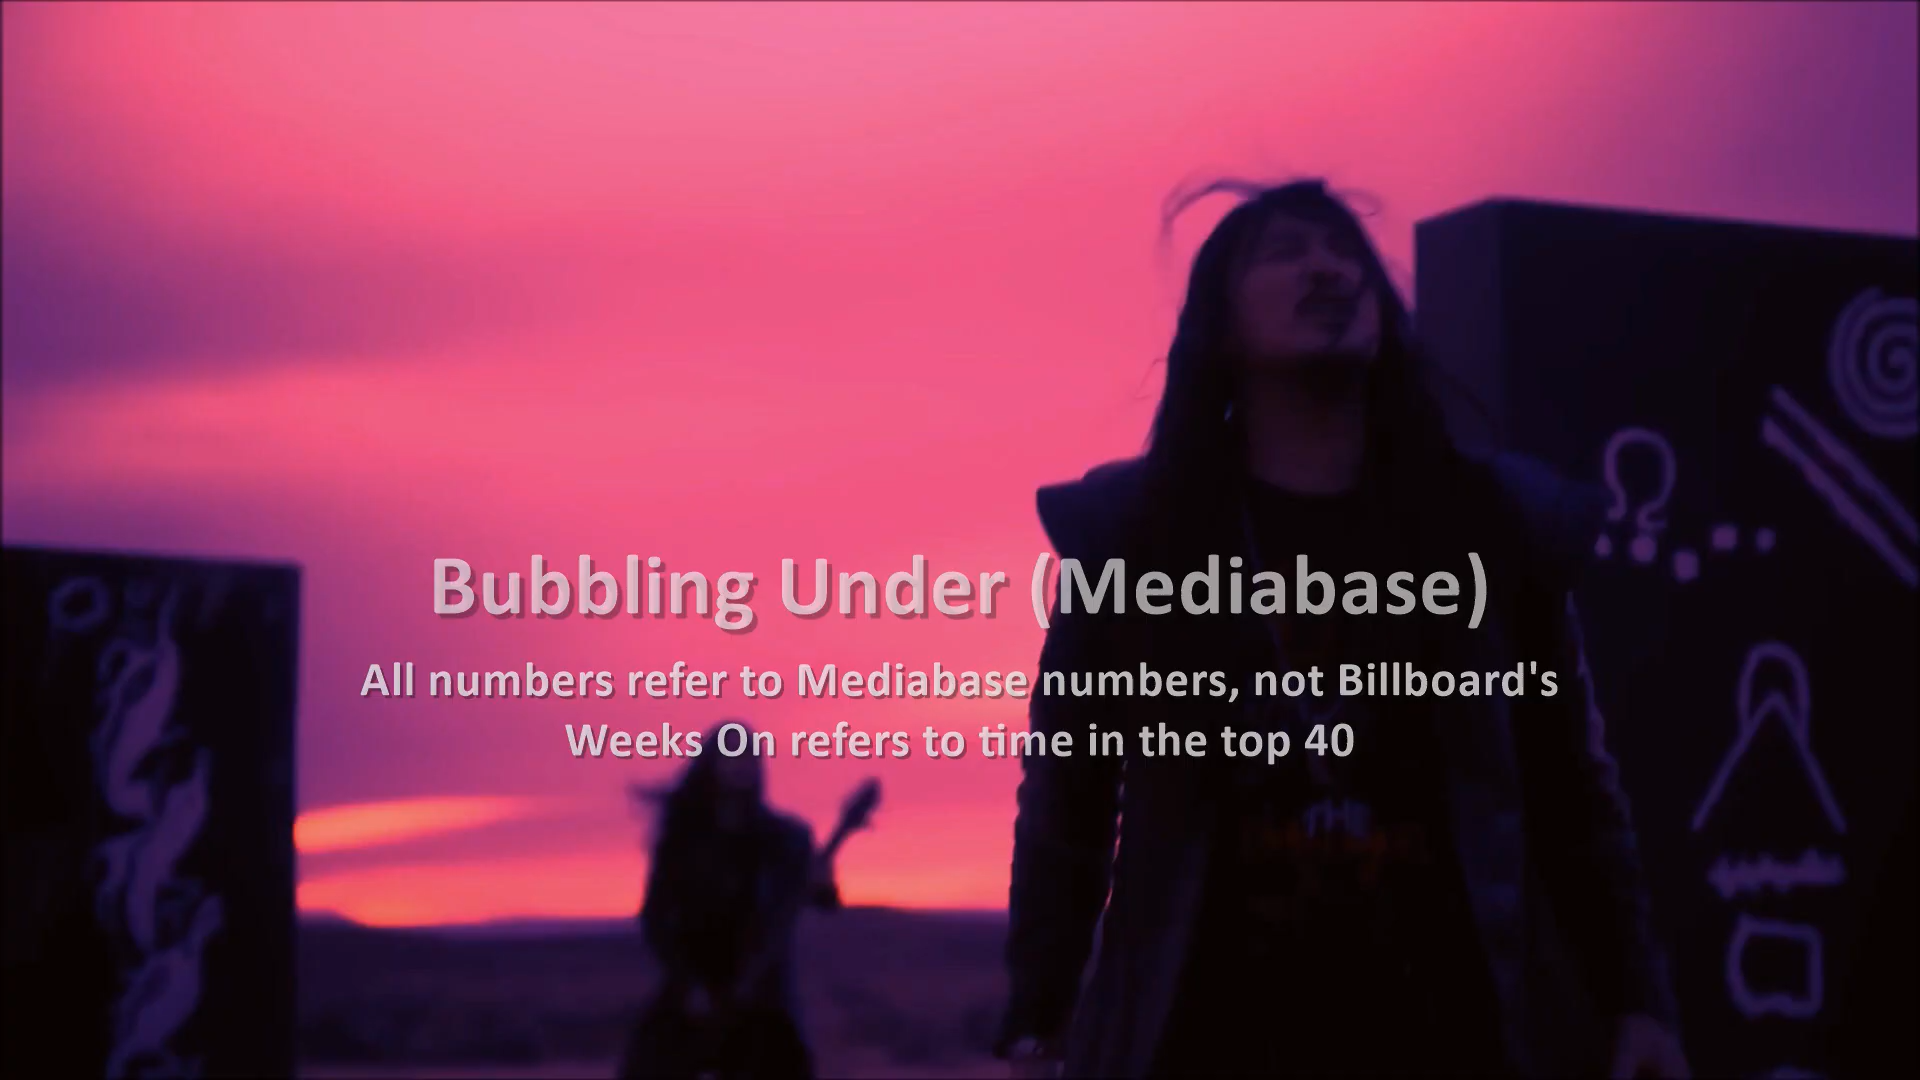 Bubbling Under (Mediabase)
All numbers refer to Mediabase numbers, not Billboard's
Weeks On refers to time in the top 40
THE